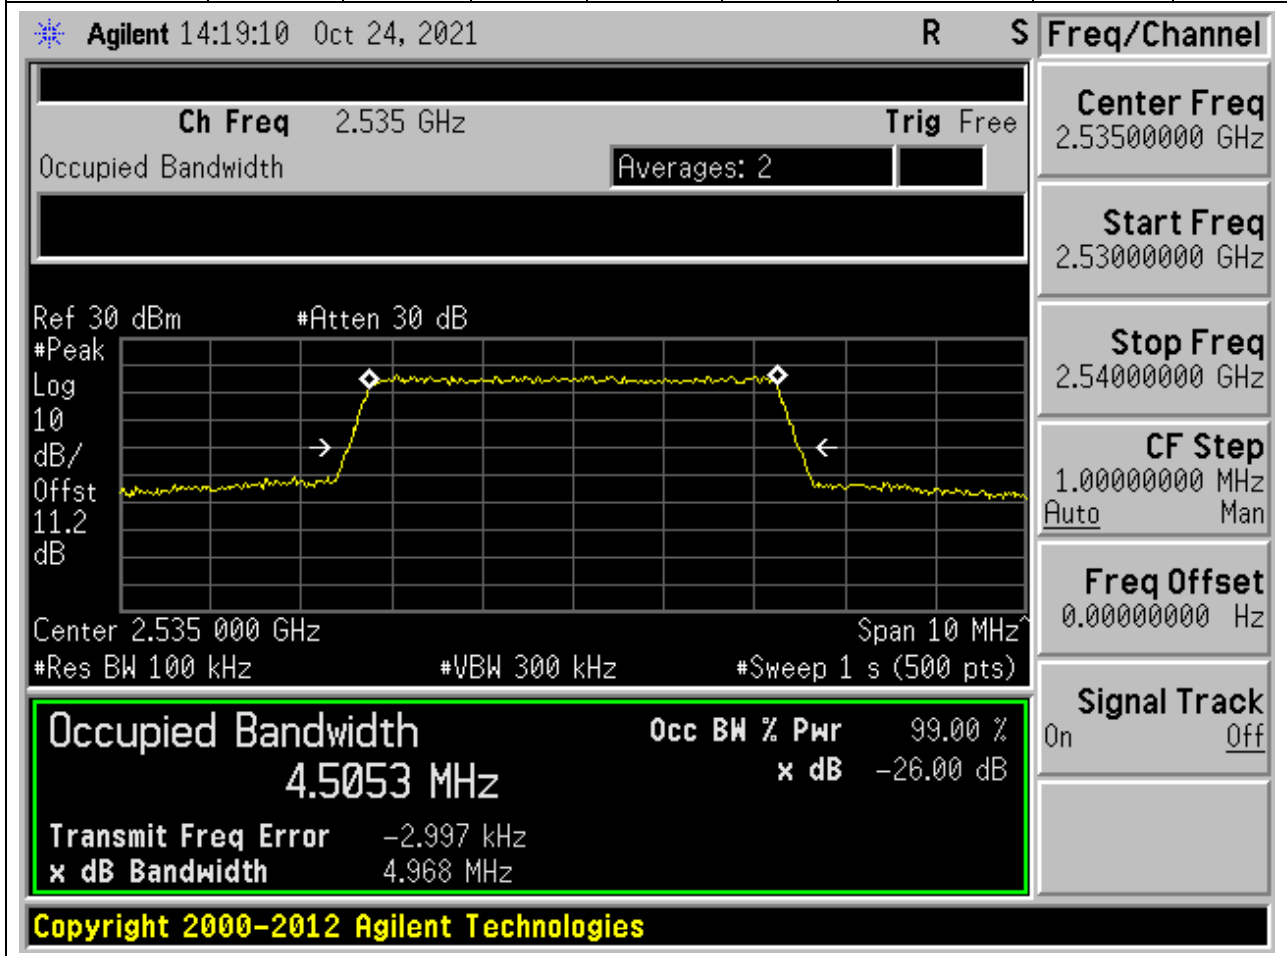 Agilent 14:19:10 Oct 24, 2021 R S Freq/Channel
Ch Freq 2.535 GHz Trig Free
Occupied Bandwidth Averages: 2
Center Freq
2.53500000 GHz
Start Freq
2.53000000 GHz
Stop Freq
2.54000000 GHz
CF Step
1.00000000 MHz
Auto Man
Freq Offset
0.00000000 Hz
Signal Track
On Off
Ref 30 dBm #Atten 30 dB
#Peak
Log
10
dB/
Offst
11.2
dB
Center 2.535 000 GHz Span 10 MHz^
#Res BW 100 kHz #VBW 300 kHz #Sweep 1 s (500 pts)
Occupied Bandwidth Occ BW % Pwr 99.00 %
4.5053 MHz x dB -26.00 dB
Transmit Freq Error -2.997 kHz
x dB Bandwidth 4.968 MHz
Copyright 2000-2012 Agilent Technologies